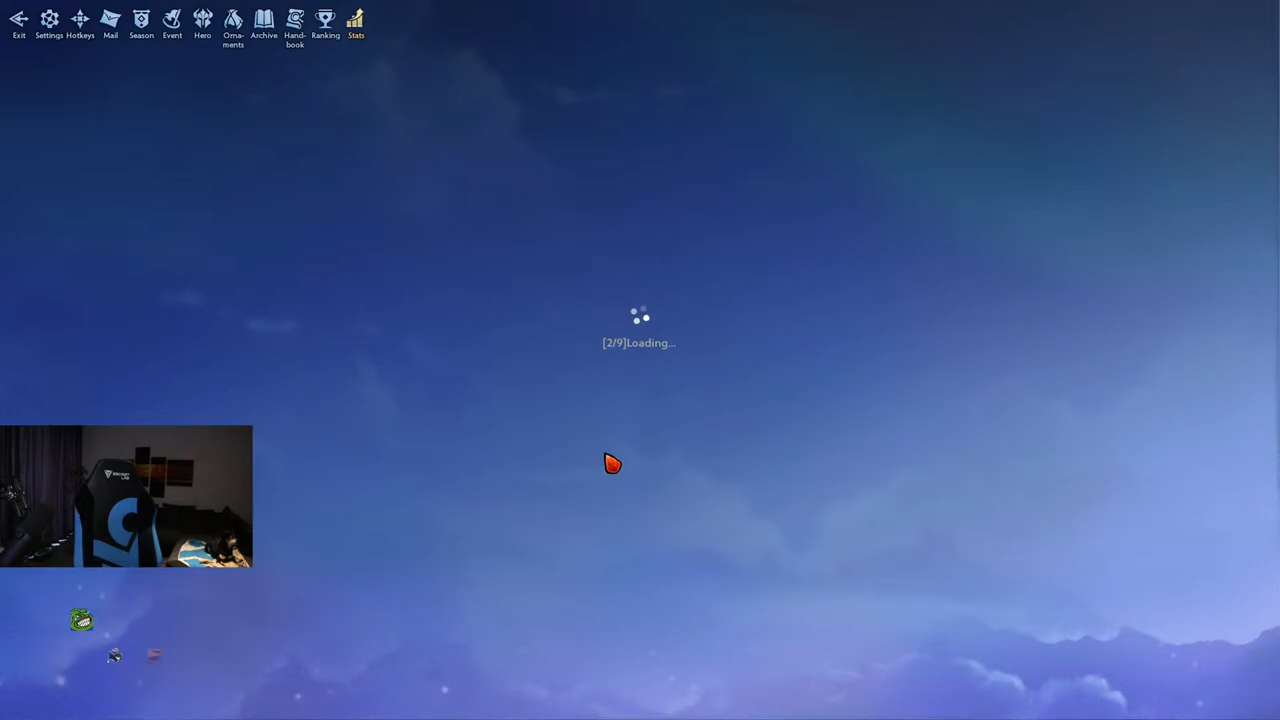 Exit Settings Hotkeys Mail Season Event Hero Orna-
ments Archive Hand-
book Ranking Stats
[2/9]Loading...